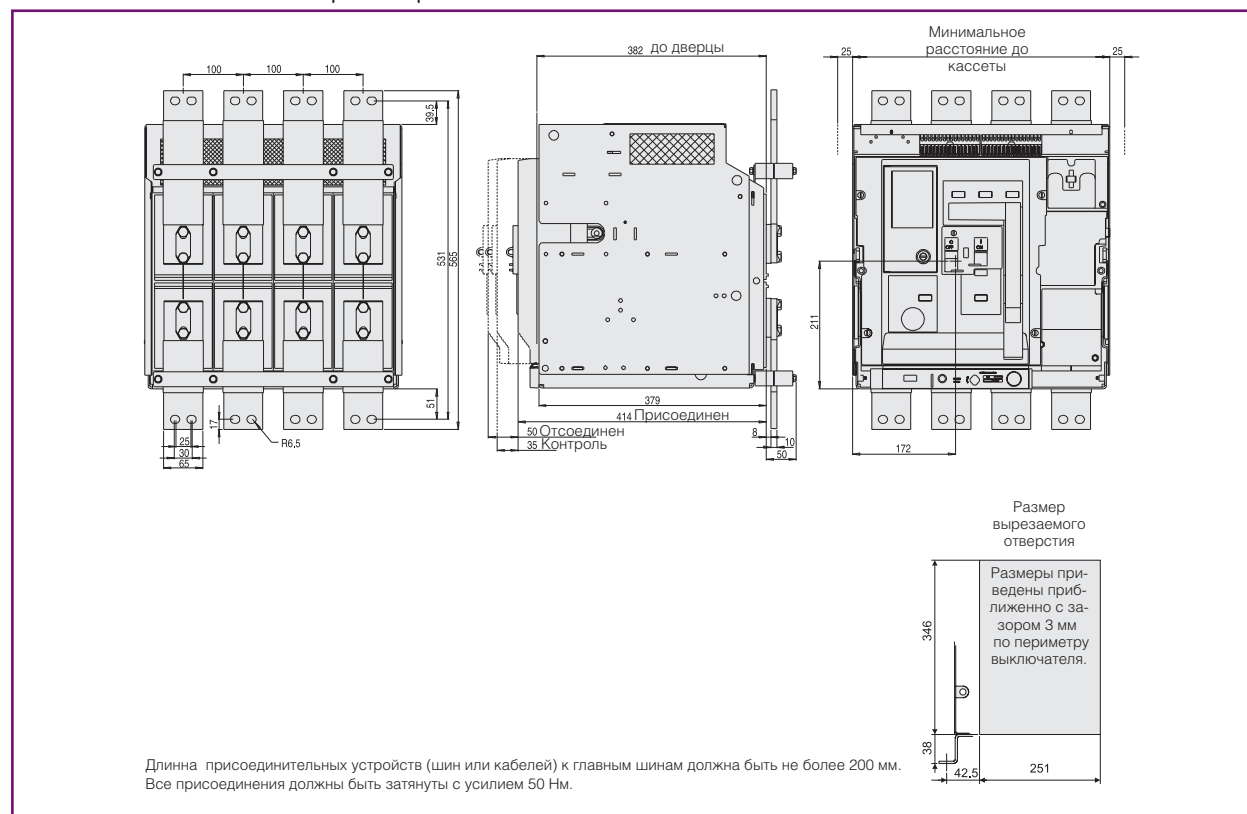 100 100 100
39.5
531
565
51
17
R6,5
25
30
65
382 до дверцы
379
414 Присоединен
50 Отсоединен
35 Контроль
8
10
50
Минимальное
расстояние до
кассеты
25 25
OFF ON
211
172
Размер
вырезаемого
отверстия
Размеры при-
ведены приб-
лиженно с за-
зором 3 мм
по периметру
выключателя.
346
38
42.5 251
Длинна присоединительных устройств (шин или кабелей) к главным шинам должна быть не более 200 мм.
Все присоединения должны быть затянуты с усилием 50 Нм.